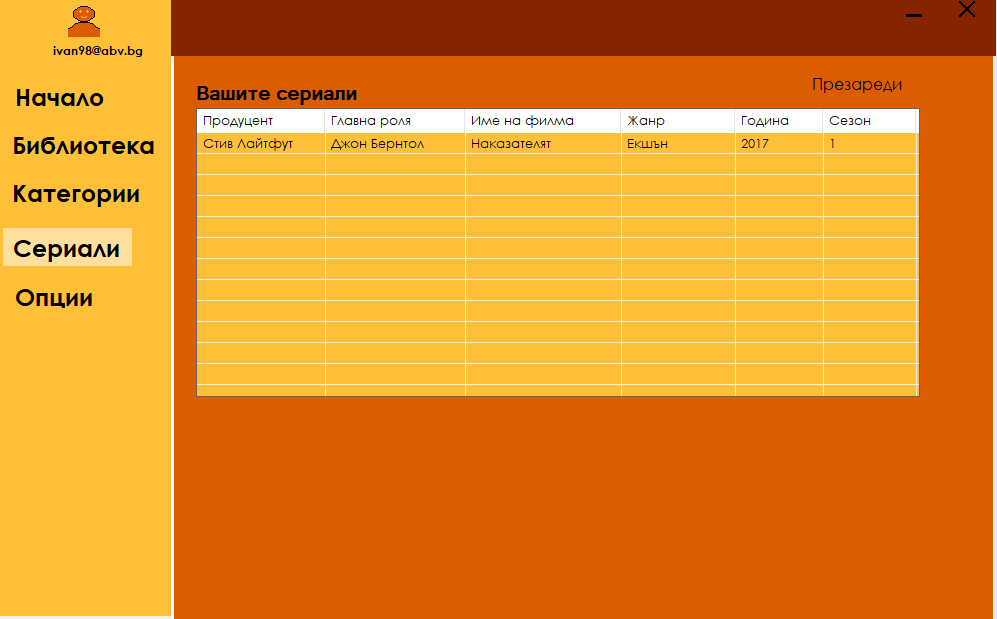 ivan98@abv.bg
Начало
Библиотека
Категории
Сериали
Опции
Презареди
Вашите сериали
Продуцент Главна роля Име на филма Жанр Година Сезон
Стив Лайтфут Джон Бернтол Наказателят Екшън 2017 1